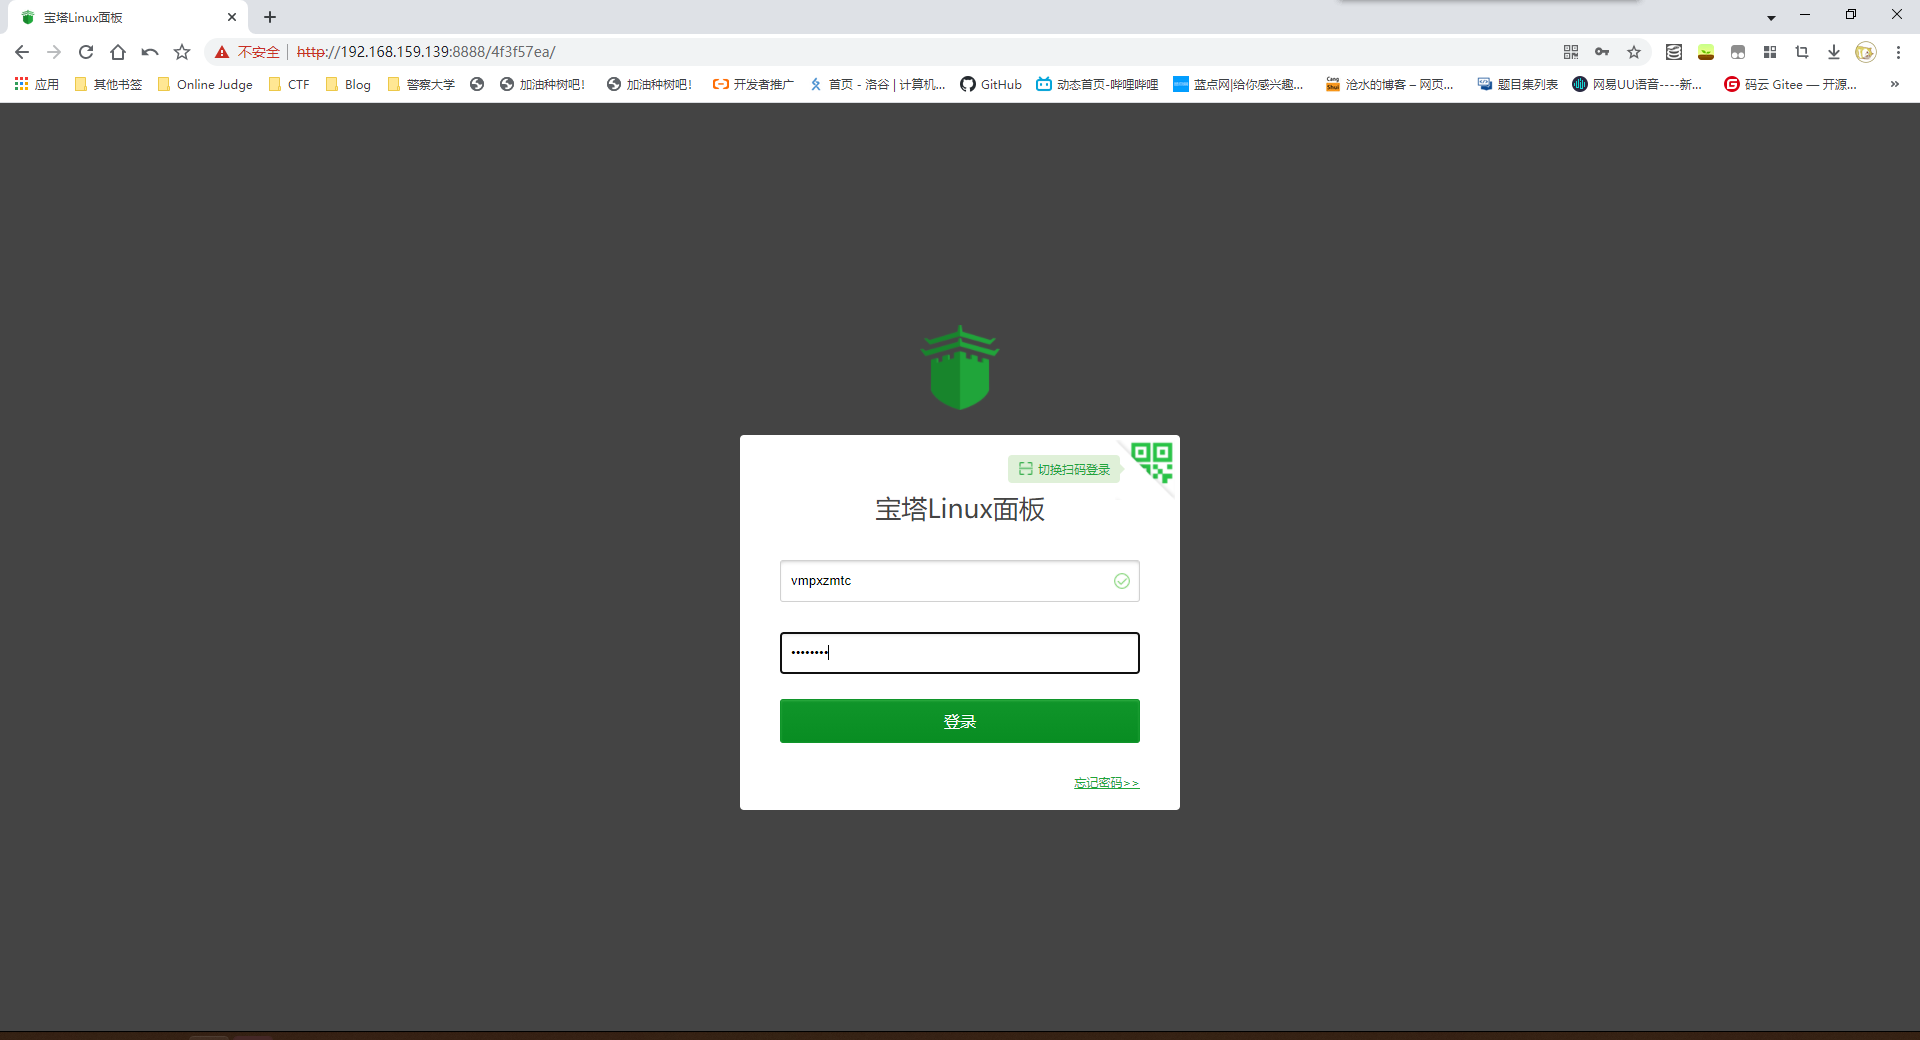 宝塔Linux面板
不安全 http://192.168.159.139:8888/4f3f57ea/
应用 其他书签 Online Judge CTF Blog 警察大学 加油种树吧! 加油种树吧! 开发者推广 首页 - 洛谷 | 计算机... GitHub 动态首页-哔哩哔哩 蓝点网|给你感兴趣... 沧水的博客 – 网页... 题目集列表 网易UU语音----新... 码云 Gitee — 开源... »
切换扫码登录
宝塔Linux面板
vmpxzmtc
••••••••
登录
忘记密码>>